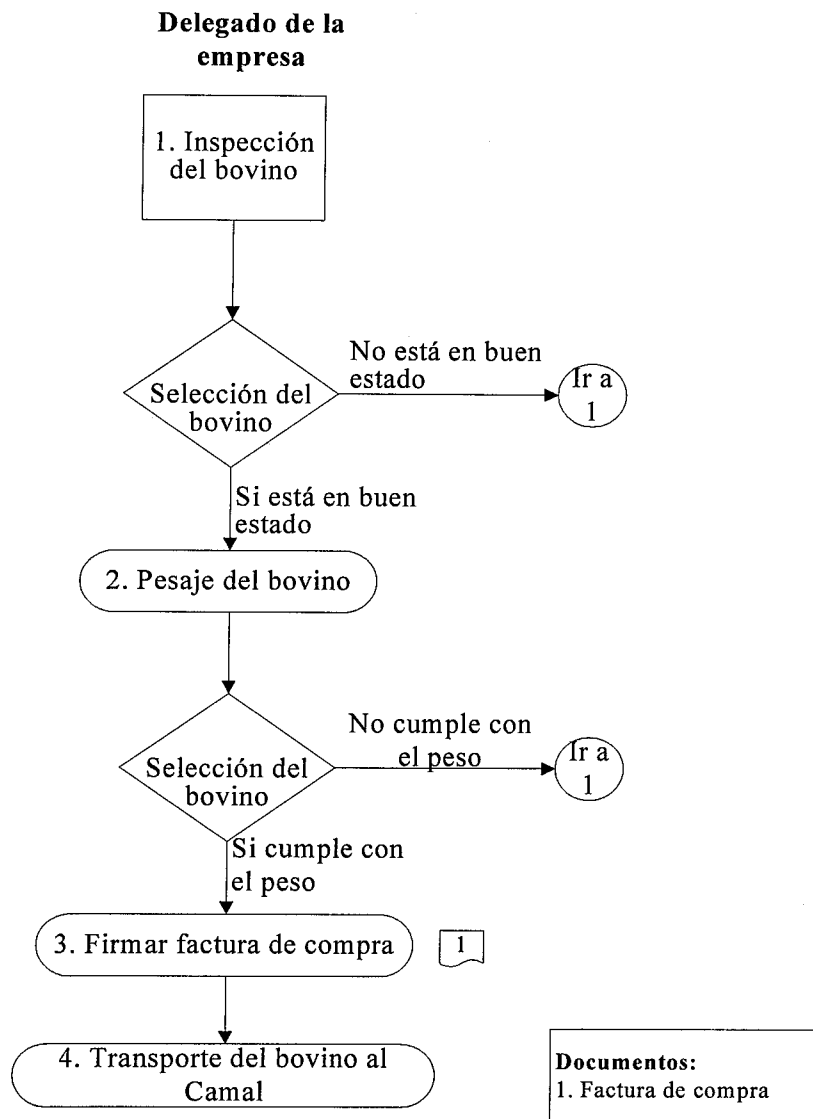 Delegado de la
empresa
1. Inspección
del bovino
No está en buen
estado
Ir a
1
Selección del
bovino
Si está en buen
estado
2. Pesaje del bovino
No cumple con
el peso
Ir a
1
Selección del
bovino
Si cumple con
el peso
3. Firmar factura de compra
1
4. Transporte del bovino al
Camal
Documentos:
1. Factura de compra